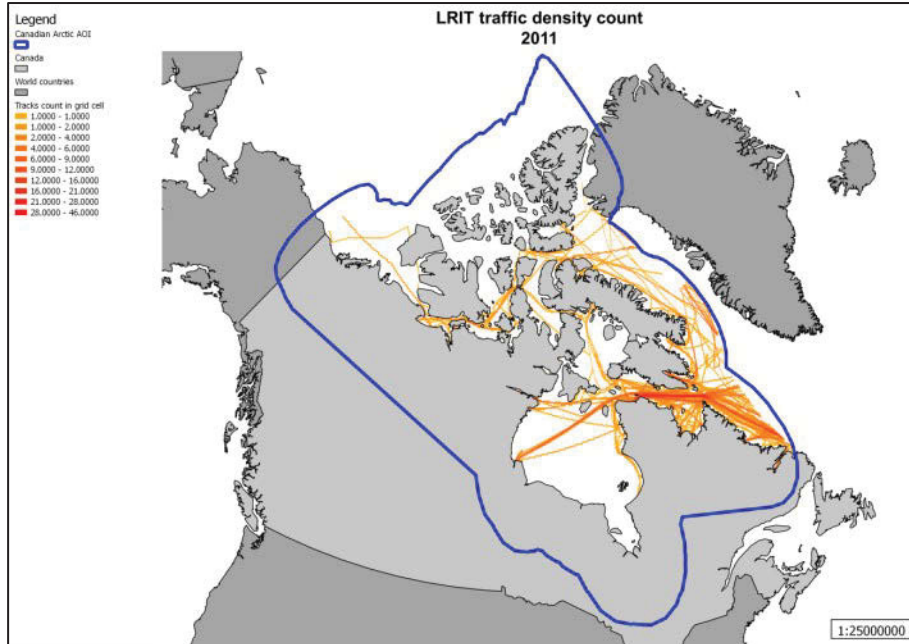 LRIT traffic density count
2011
Legend
Canadian Arctic AOI
Canada
World countries
Tracks count in grid cell
1.0000 - 1.0000
1.0000 - 2.0000
2.0000 - 4.0000
4.0000 - 6.0000
6.0000 - 9.0000
9.0000 - 12.0000
12.0000 - 16.0000
16.0000 - 21.0000
21.0000 - 28.0000
28.0000 - 46.0000
1:25000000